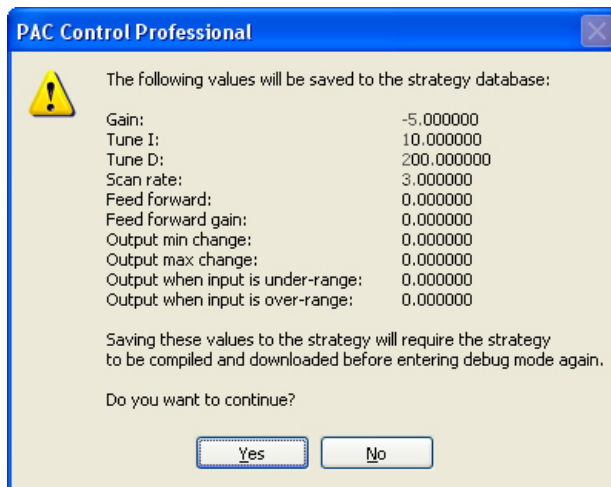 PAC Control Professional
The following values will be saved to the strategy database:
Gain: -5.000000
Tune I: 10.000000
Tune D: 200.000000
Scan rate: 3.000000
Feed forward: 0.000000
Feed forward gain: 0.000000
Output min change: 0.000000
Output max change: 0.000000
Output when input is under-range: 0.000000
Output when input is over-range: 0.000000
Saving these values to the strategy will require the strategy
to be compiled and downloaded before entering debug mode again.
Do you want to continue?
Yes No